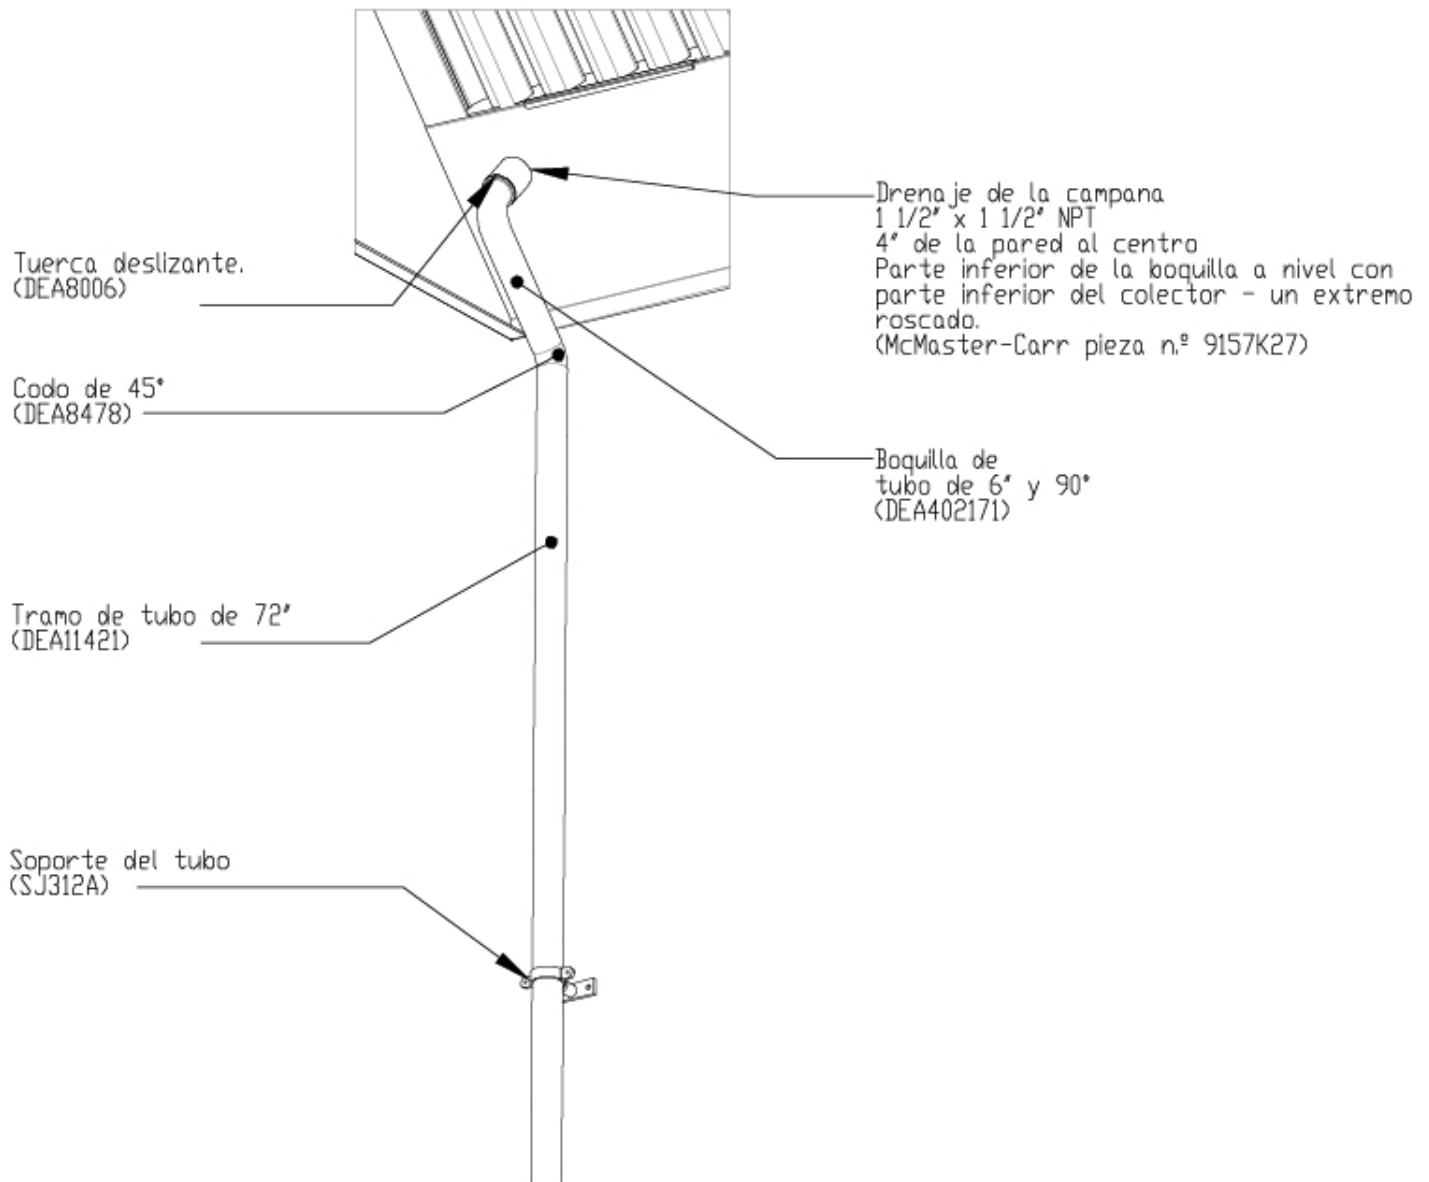 Drenaje de la campana
1 1/2" x 1 1/2" NPT
4" de la pared al centro
Parte inferior de la boquilla a nivel con
parte inferior del colector - un extremo
roscado.
(McMaster-Carr pieza n.º 9157K27)
Tuerca deslizante.
(DEA8006)
Codo de 45°
(DEA8478)
Boquilla de
tubo de 6" y 90°
(DEA402171)
Tramo de tubo de 72"
(DEA11421)
Soporte del tubo
(SJ312A)